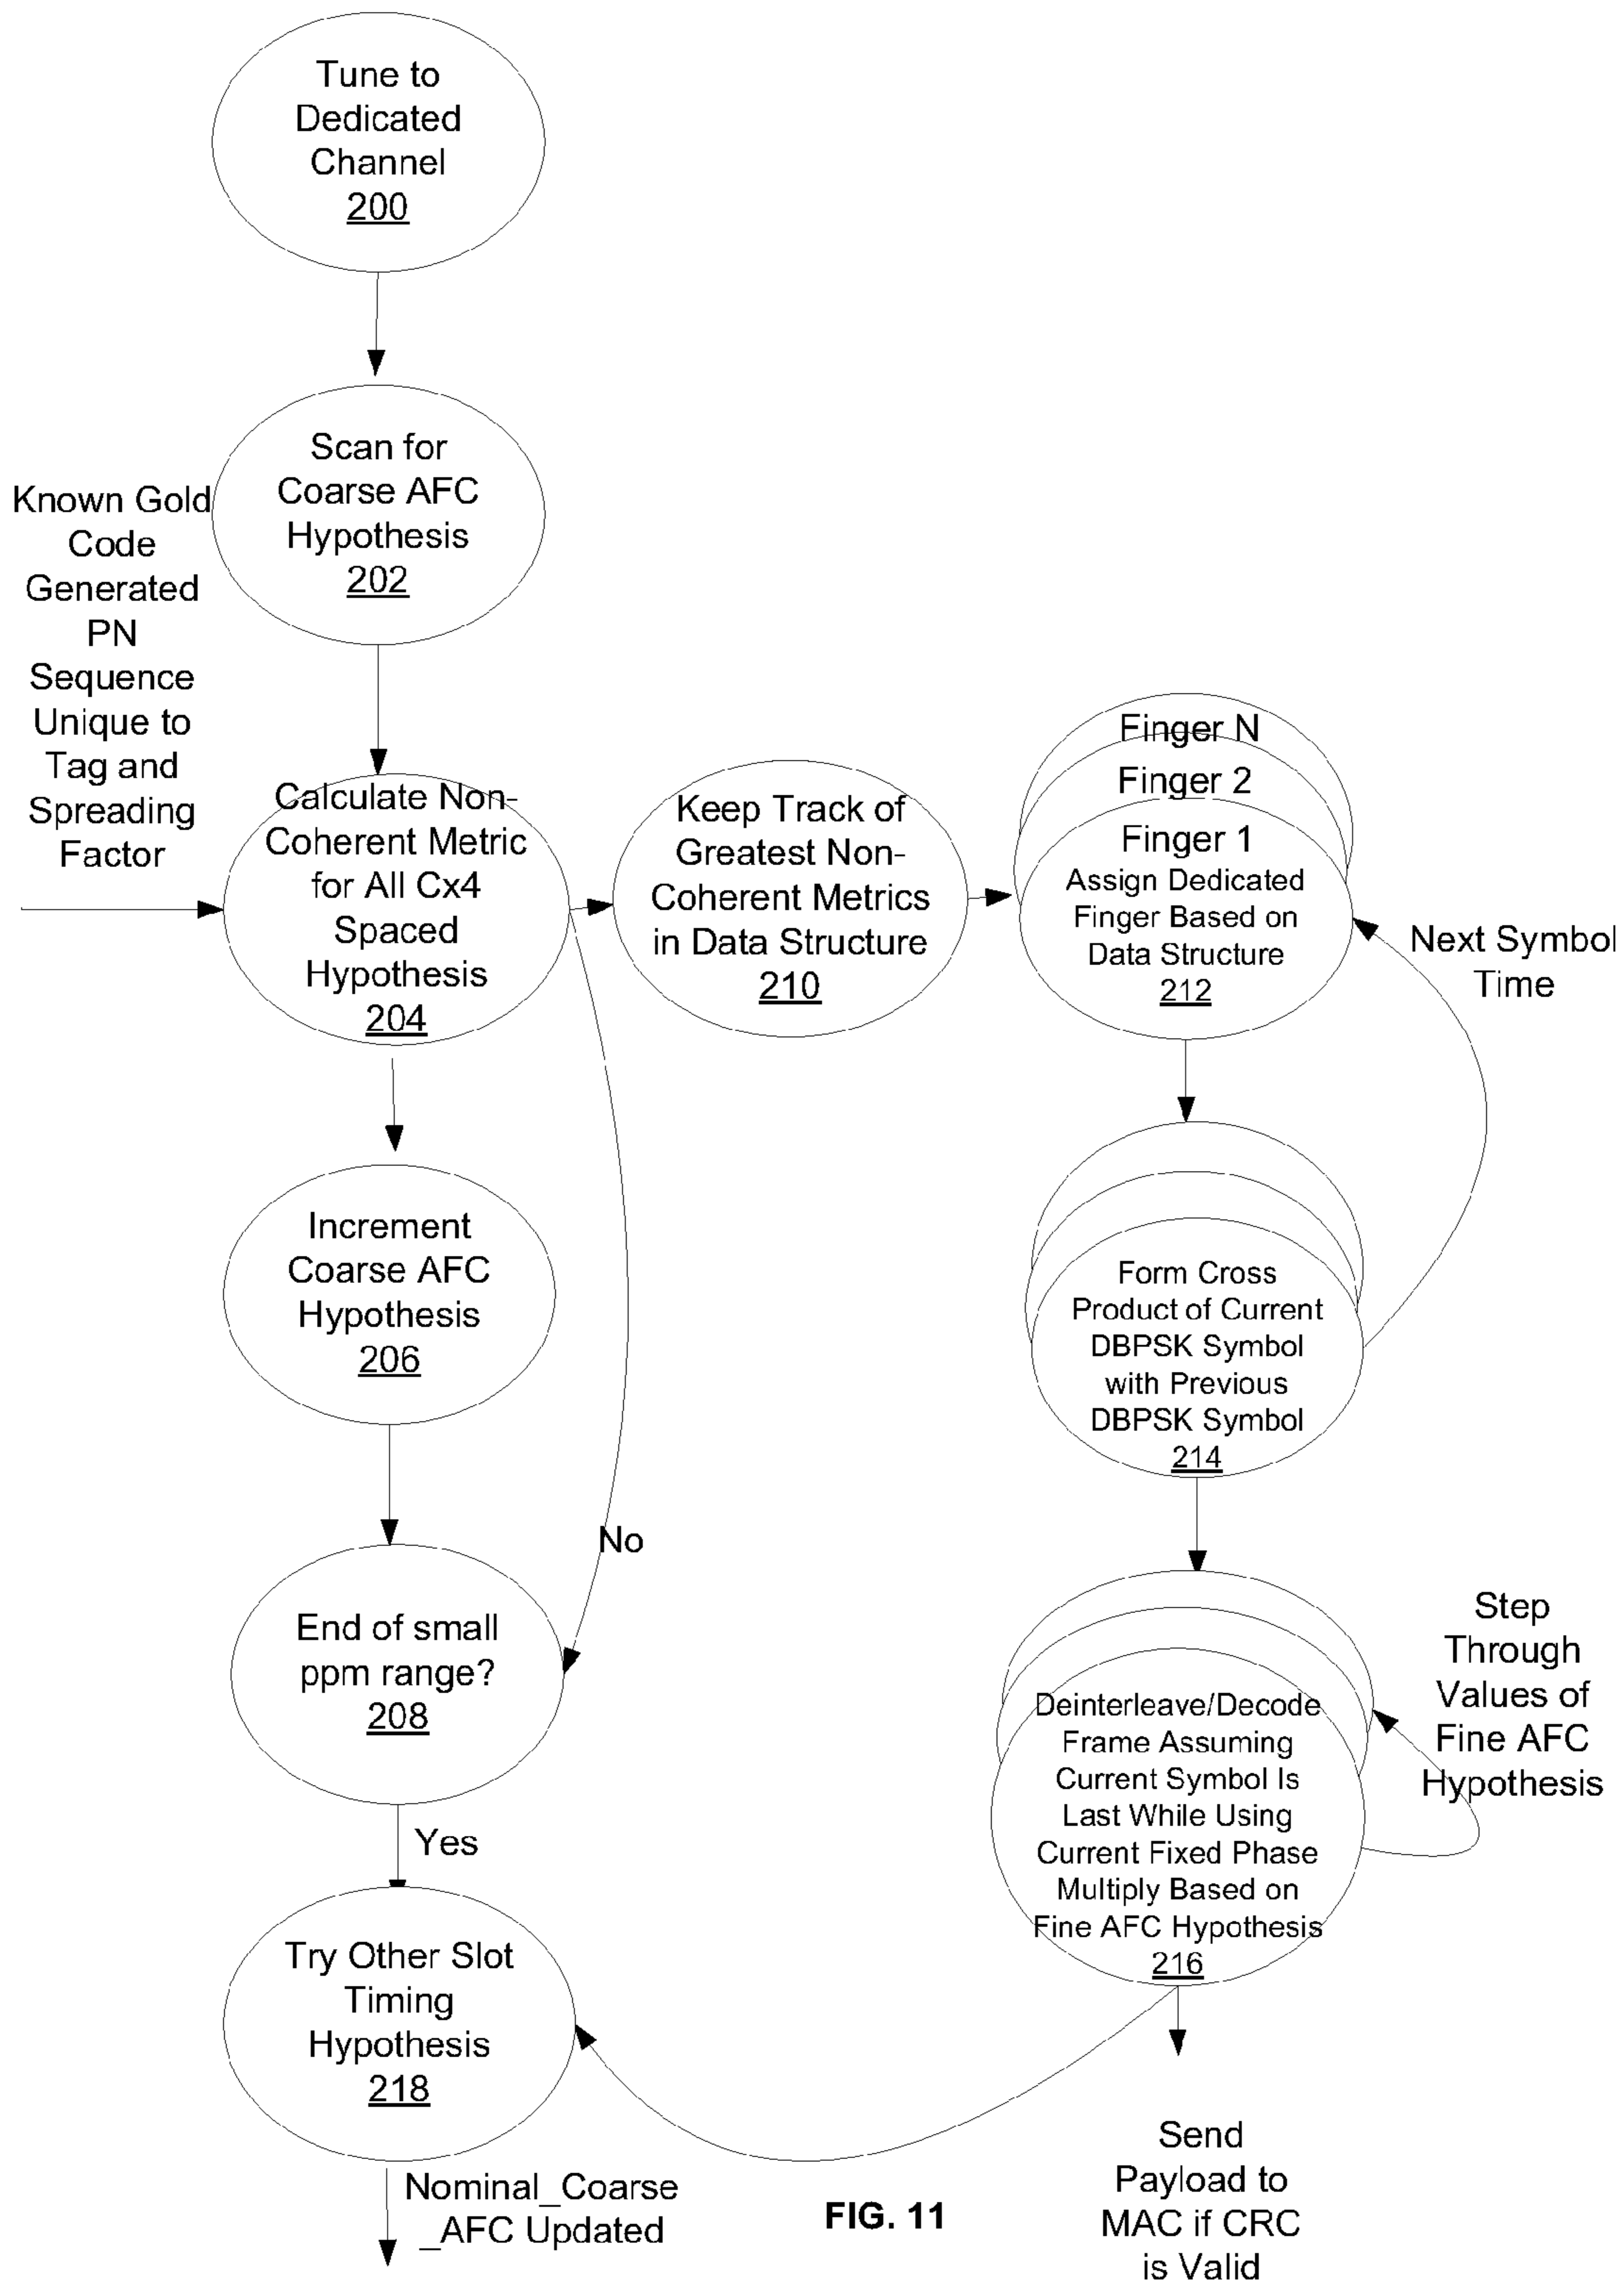 Tune to
Dedicated
Channel
200
Scan for
Coarse AFC
Hypothesis
202
Known Gold
Code
Generated
PN
Sequence
Unique to
Tag and
Spreading
Factor
Calculate Non-
Coherent Metric
for All Cx4
Spaced
Hypothesis
204
Keep Track of
Greatest Non-
Coherent Metrics
in Data Structure
210
Finger N
Finger 2
Finger 1
Assign Dedicated
Finger Based on
Data Structure
212
Next Symbol
Time
Increment
Coarse AFC
Hypothesis
206
Form Cross
Product of Current
DBPSK Symbol
with Previous
DBPSK Symbol
214
No
End of small
ppm range?
208
Yes
Step
Through
Values of
Fine AFC
Hypothesis
Deinterleave/Decode
Frame Assuming
Current Symbol Is
Last While Using
Current Fixed Phase
Multiply Based on
Fine AFC Hypothesis
216
Try Other Slot
Timing
Hypothesis
218
Nominal_Coarse
_AFC Updated
Send
Payload to
MAC if CRC
is Valid
FIG. 11